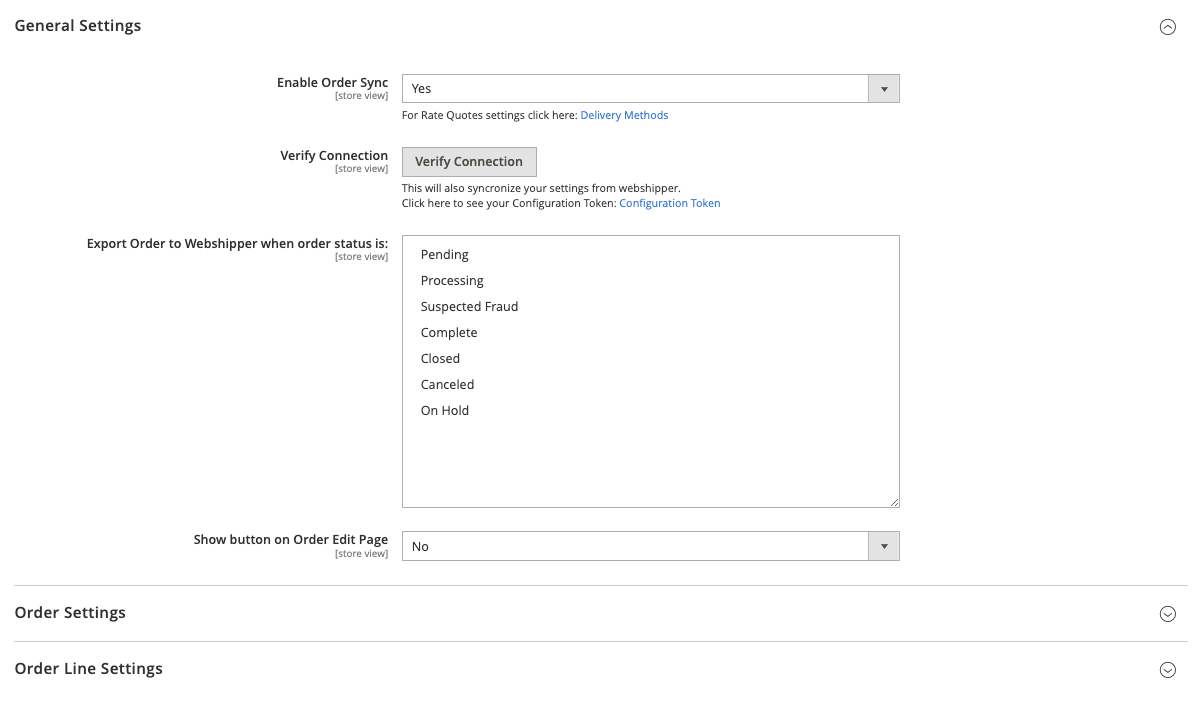 General Settings
Enable Order Sync
[store view]
Yes
For Rate Quotes settings click here: Delivery Methods
Verify Connection
[store view]
Verify Connection
This will also syncronize your settings from webshipper.
Click here to see your Configuration Token: Configuration Token
Export Order to Webshipper when order status is:
[store view]
Pending
Processing
Suspected Fraud
Complete
Closed
Canceled
On Hold
Show button on Order Edit Page
[store view]
No
Order Settings
Order Line Settings